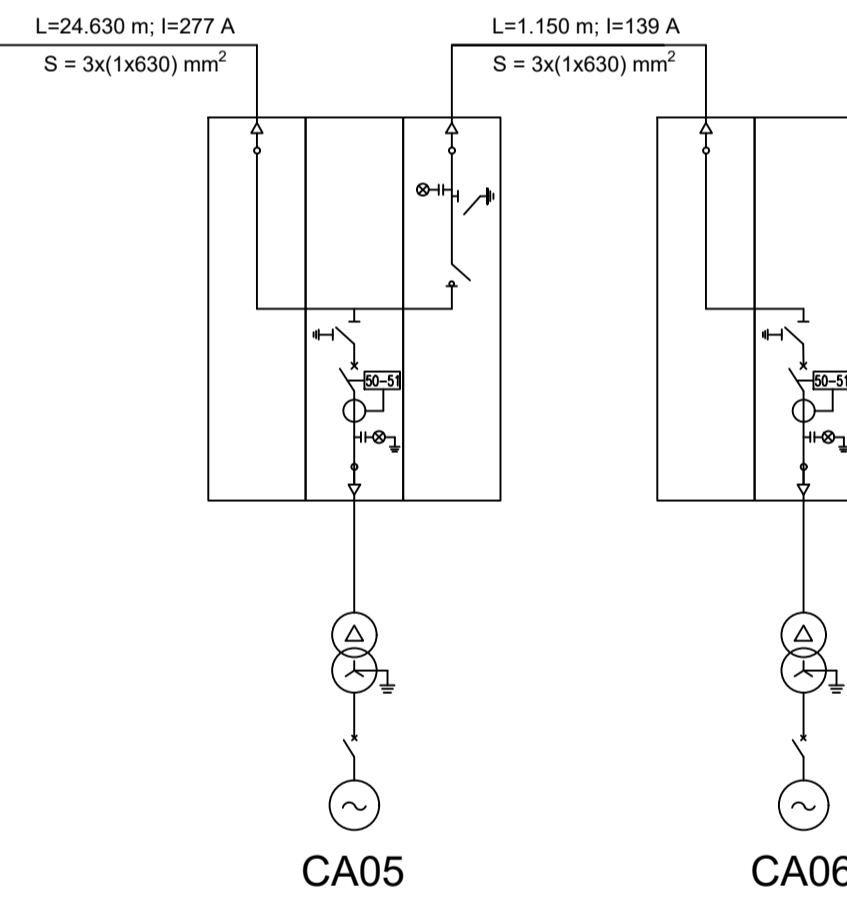 L=24.630 m; I=277 A
S = 3x(1x630) mm²
L=1.150 m; I=139 A
S = 3x(1x630) mm²
50–51
50–51
CA05
CA06